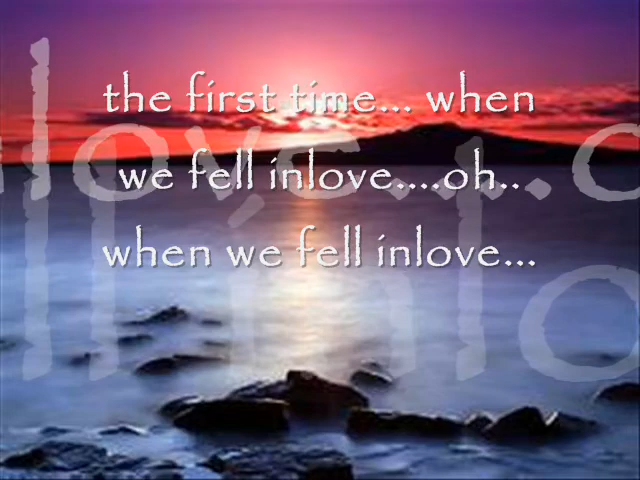 the first time... when
we fell inlove....oh..
when we fell inlove...